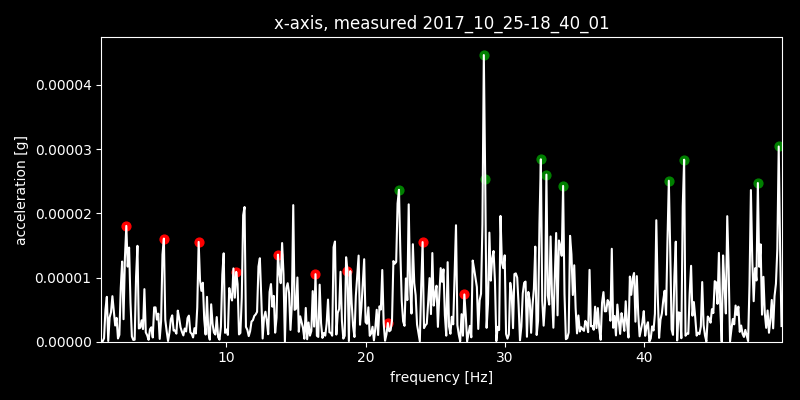 x-axis, measured 2017_10_25-18_40_01
0.00004
0.00003
0.00002
0.00001
0.00000
acceleration [g]
10 20 30 40
frequency [Hz]